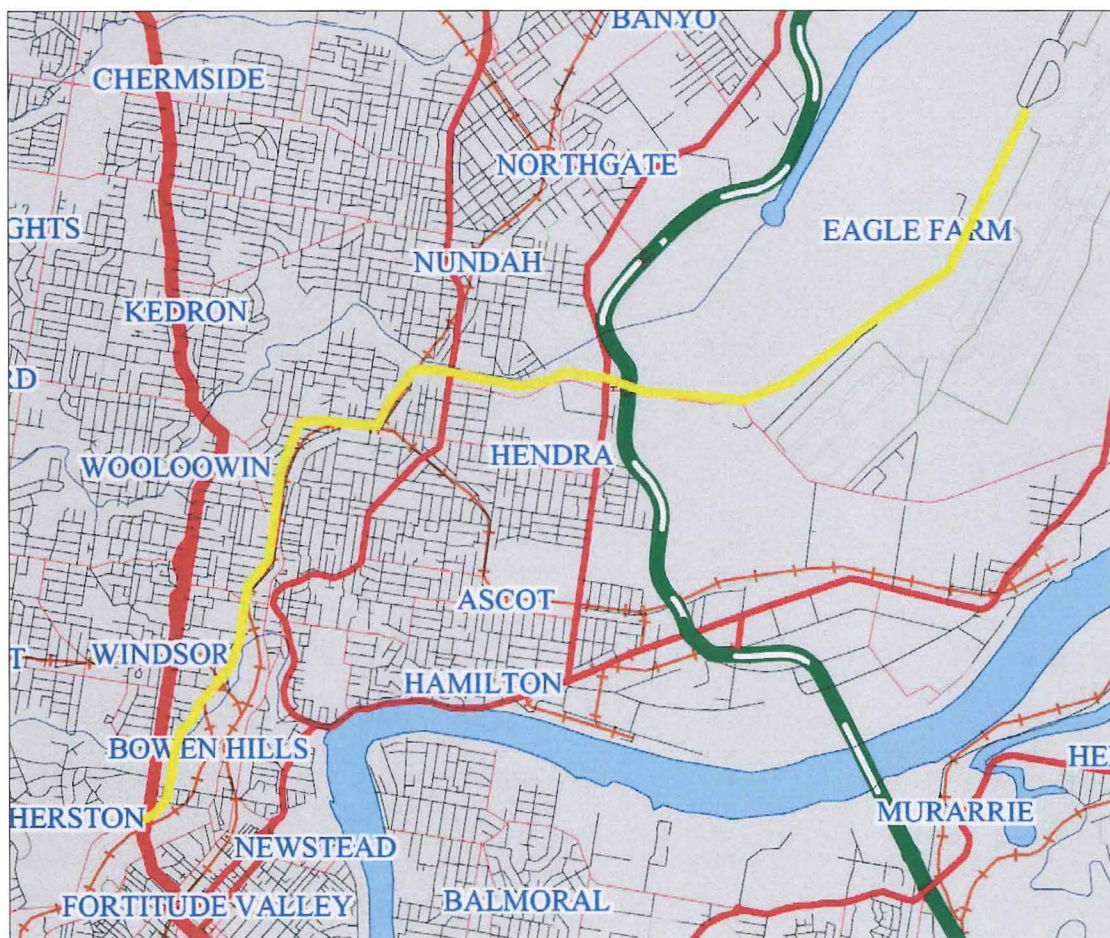 BANYO
CHERMSIDE
NORTHGATE
GHTS
EAGLE FARM
NUNDAH
KEDRON
RD
HENDRA
WOOLOOWIN
ASCOT
T
WINDSOR
HAMILTON
BOWEN HILLS
HE
HERSTON
MURARRIE
NEWSTEAD
BALMORAL
FORTITUDE VALLEY